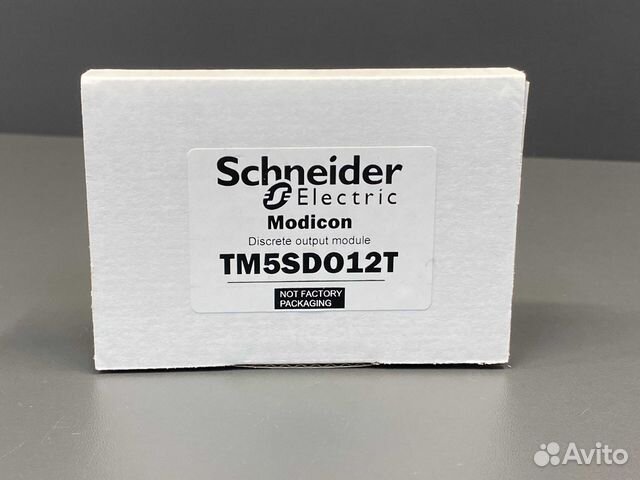 Schneider
Electric
Modicon
Discrete output module
TM5SDO12T
NOT FACTORY
PACKAGING
Avito